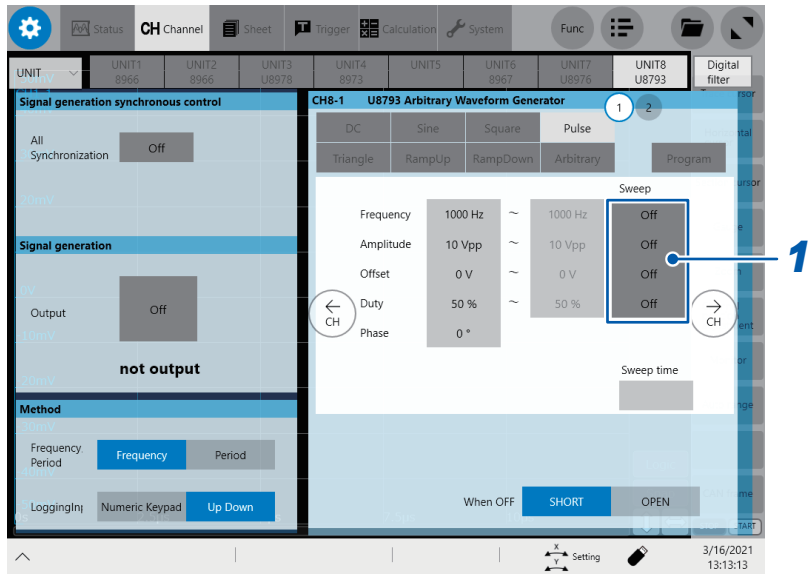 Status CH Channel Sheet Trigger Calculation System Func
UNIT
UNIT1 UNIT2 UNIT3 UNIT4 UNIT5 UNIT6 UNIT7 UNIT8
8966 8966 U8978 8973 8967 U8976 U8793
Digital
filter
Signal generation synchronous control
All
Synchronization
Off
Signal generation
Output
Off
not output
Method
Frequency
Period
Frequency Period
LoggingIn
Numeric Keypad Up Down
CH8-1 U8793 Arbitrary Waveform Generator
1 2
DC Sine Square Pulse
Triangle RampUp RampDown Arbitrary Program
Sweep
Frequency 1000 Hz ~ 1000 Hz Off
Amplitude 10 Vpp ~ 10 Vpp Off
Offset 0 V ~ 0 V Off
Duty 50 % ~ 50 % Off
Phase 0 °
← CH
→ CH
Sweep time
When OFF SHORT OPEN
1
X
Y
Setting
3/16/2021
13:13:13